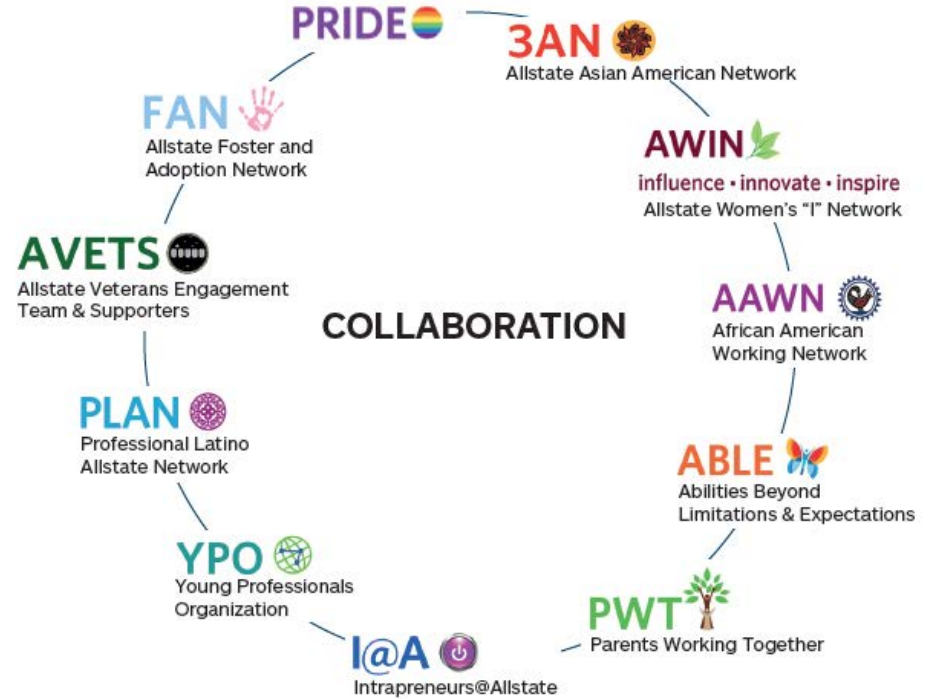 PRIDE
3AN
Allstate Asian American Network
FAN
Allstate Foster and
Adoption Network
AWIN
influence • innovate • inspire
Allstate Women's "I" Network
AVETS
Allstate Veterans Engagement
Team & Supporters
AAWN
African American
Working Network
COLLABORATION
PLAN
Professional Latino
Allstate Network
ABLE
Abilities Beyond
Limitations & Expectations
YPO
Young Professionals
Organization
PWT
Parents Working Together
I@A
Intrapreneurs@Allstate